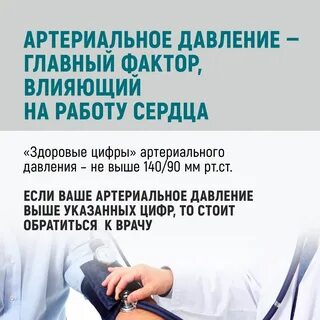 АРТЕРИАЛЬНОЕ ДАВЛЕНИЕ –
ГЛАВНЫЙ ФАКТОР,
ВЛИЯЮЩИЙ
НА РАБОТУ СЕРДЦА
«Здоровые цифры» артериального
давления – не выше 140/90 мм рт.ст.
ЕСЛИ ВАШЕ АРТЕРИАЛЬНОЕ ДАВЛЕНИЕ
ВЫШЕ УКАЗАННЫХ ЦИФР, ТО СТОИТ
ОБРАТИТЬСЯ К ВРАЧУ